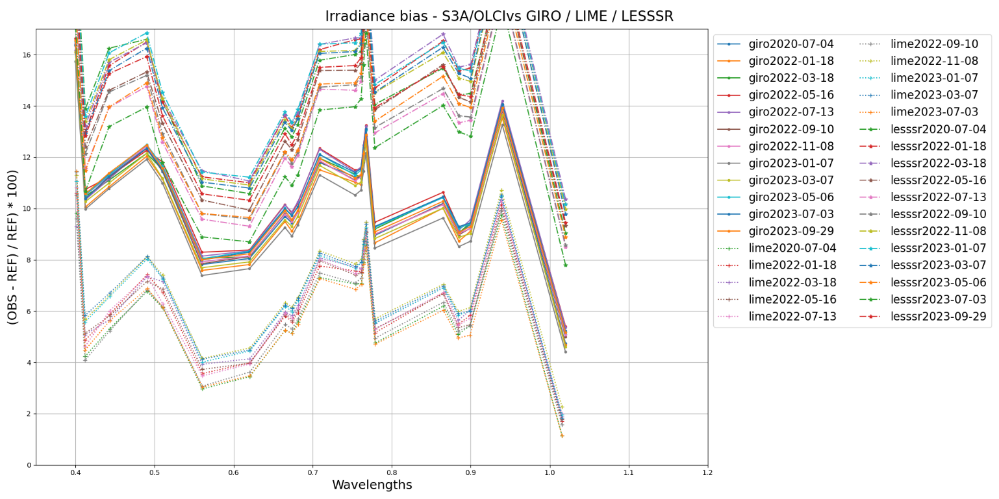 Irradiance bias - S3A/OLCIvs GIRO / LIME / LESSSR
(OBS - REF) / REF) * 100)
16
14
12
10
8
6
4
2
0
0.4 0.5 0.6 0.7 0.8 0.9 1.0 1.1 1.2
Wavelengths
giro2020-07-04
giro2022-01-18
giro2022-03-18
giro2022-05-16
giro2022-07-13
giro2022-09-10
giro2022-11-08
giro2023-01-07
giro2023-03-07
giro2023-05-06
giro2023-07-03
giro2023-09-29
lime2020-07-04
lime2022-01-18
lime2022-03-18
lime2022-05-16
lime2022-07-13
lime2022-09-10
lime2022-11-08
lime2023-01-07
lime2023-03-07
lime2023-07-03
lesssr2020-07-04
lesssr2022-01-18
lesssr2022-03-18
lesssr2022-05-16
lesssr2022-07-13
lesssr2022-09-10
lesssr2022-11-08
lesssr2023-01-07
lesssr2023-03-07
lesssr2023-05-06
lesssr2023-07-03
lesssr2023-09-29